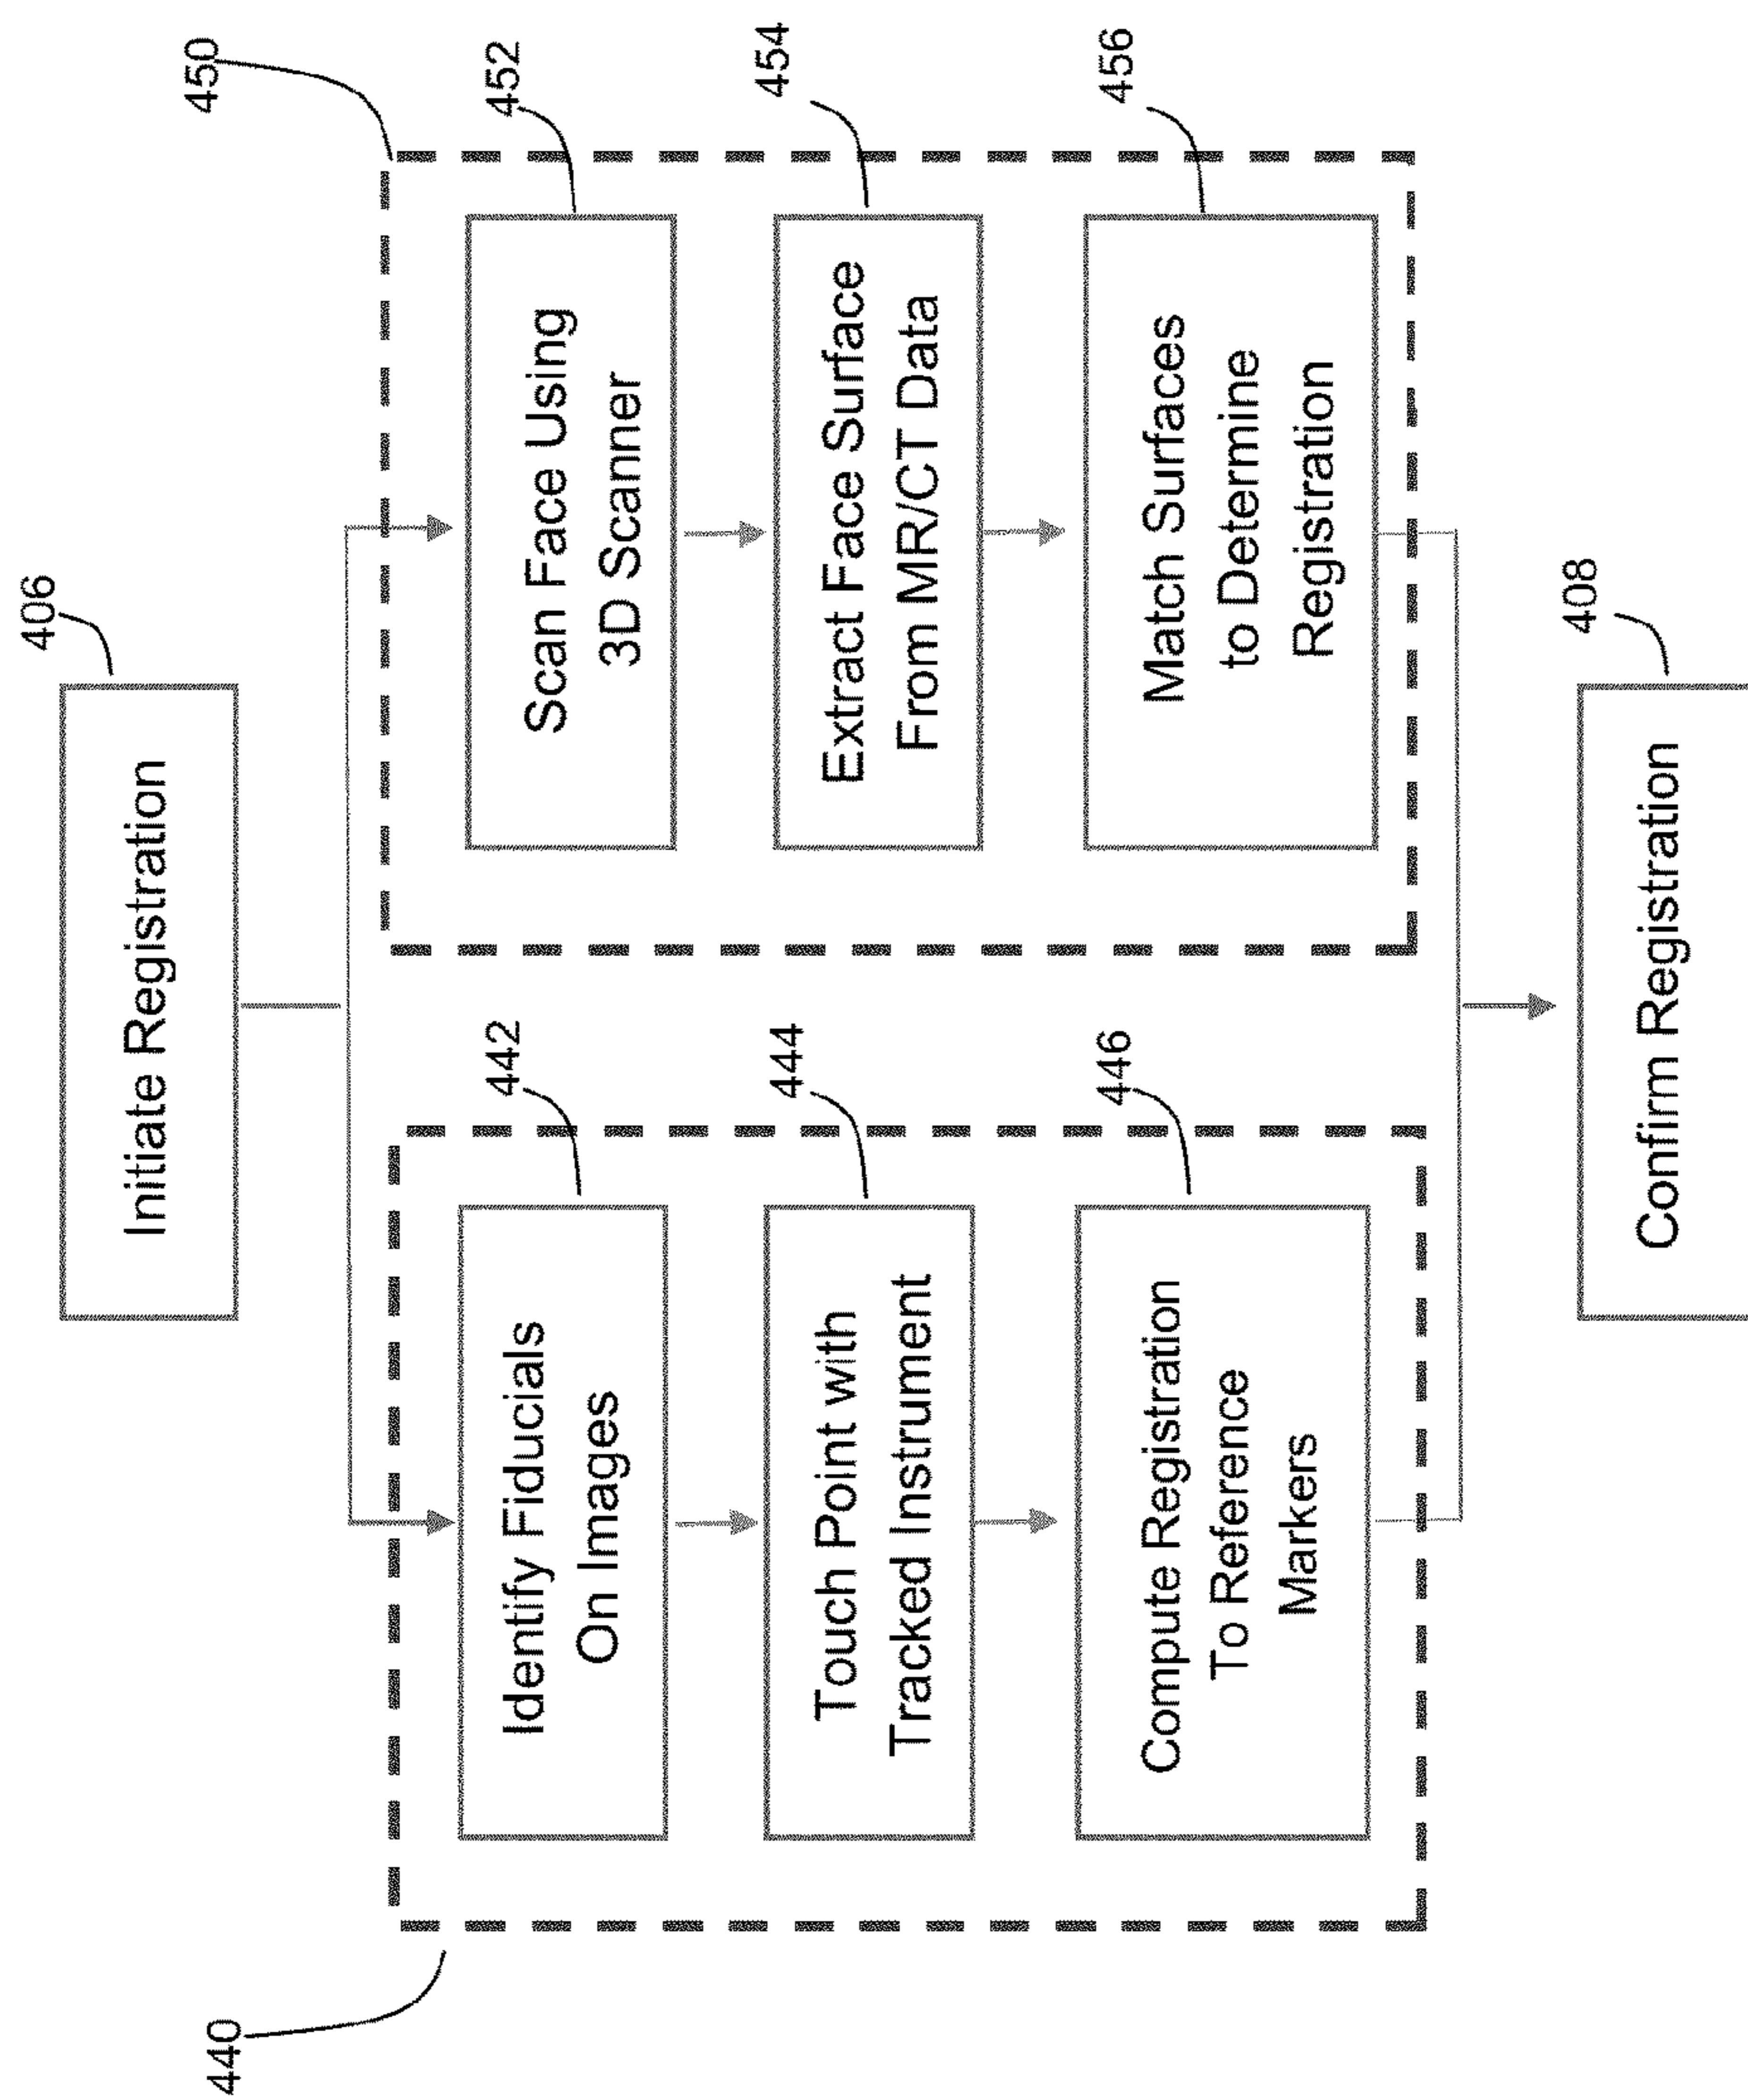 406
Initiate Registration
440
450
442
Identify Fiducials
On Images
444
Touch Point with
Tracked Instrument
446
Compute Registration
To Reference
Markers
452
Scan Face Using
3D Scanner
454
Extract Face Surface
From MR/CT Data
456
Match Surfaces
to Determine
Registration
408
Confirm Registration